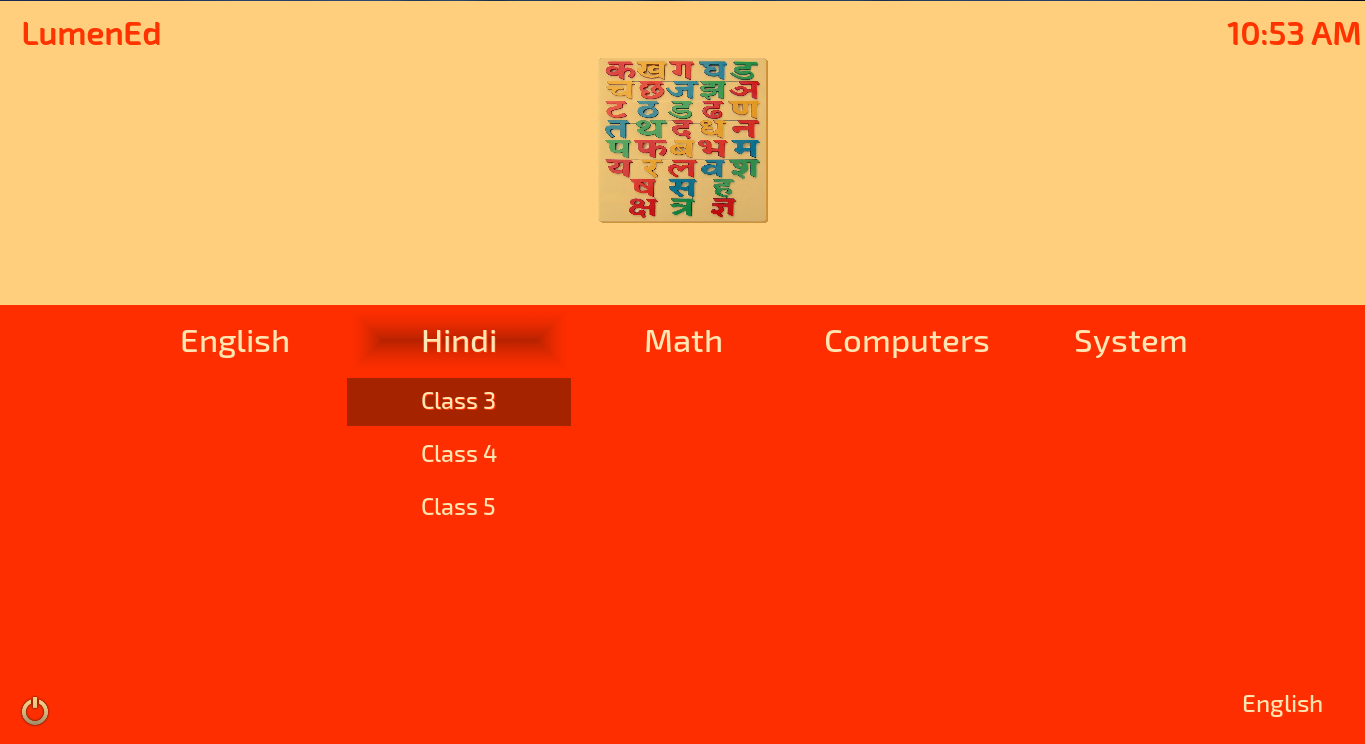 LumenEd 10:53 AM
क ख ग घ ङ
च छ ज झ ञ
ट ठ ड ढ ण
त थ द ध न
प फ ब भ म
य र ल व श
ष स ह
क्ष त्र ज्ञ
English Hindi Math Computers System
Class 3
Class 4
Class 5
English